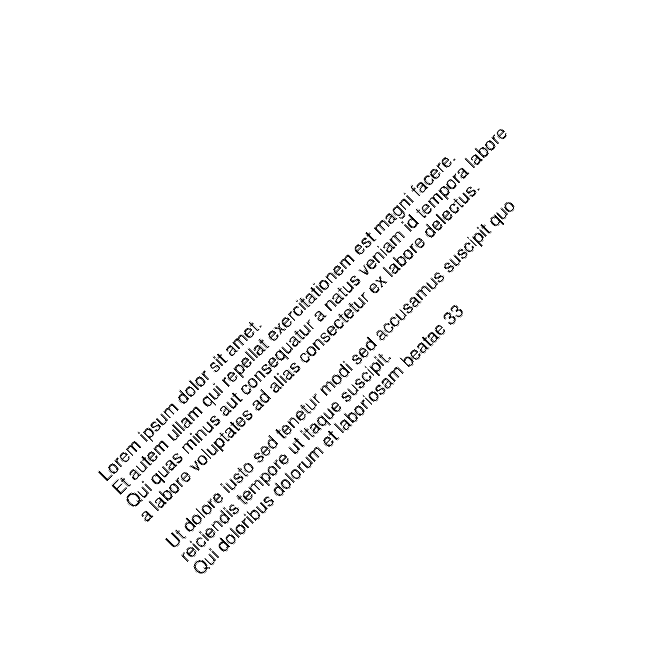 Lorem ipsum dolor sit amet.
Et autem ullam qui repellat exercitationem est magni facere.
Qui quas minus aut consequatur a natus veniam id tempora labore
a labore voluptates ad alias consectetur ex labore delectus.
Ut dolore iusto sed tenetur modi sed accusamus suscipit quo
reiciendis tempore ut itaque suscipit.
Qui doloribus dolorum et laboriosam beatae 33